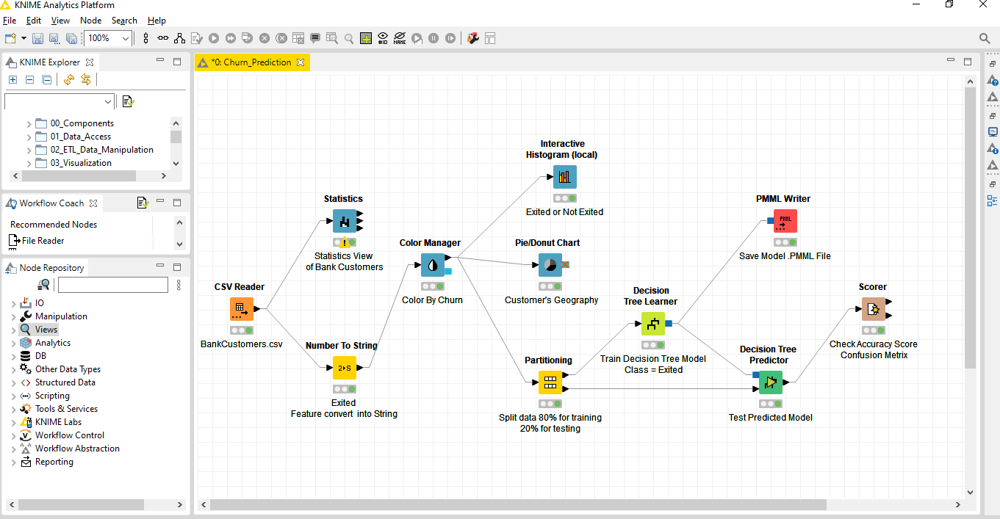 KNIME Analytics Platform
File Edit View Node Search Help
100%
#ID
NAME
KNIME Explorer
00_Components
01_Data_Access
02_ETL_Data_Manipulation
03_Visualization
Workflow Coach
Recommended Nodes
File Reader
Node Repository
IO
Manipulation
Views
Analytics
DB
Other Data Types
Structured Data
Scripting
Tools & Services
KNIME Labs
Workflow Control
Workflow Abstraction
Reporting
*0: Churn_Prediction
CSV Reader
BankCustomers.csv
Statistics
Statistics View
of Bank Customers
Number To String
2▸S
Exited
Feature convert into String
Color Manager
Color By Churn
Interactive
Histogram (local)
Exited or Not Exited
Pie/Donut Chart
Customer's Geography
Partitioning
Split data 80% for training
20% for testing
Decision
Tree Learner
Train Decision Tree Model
Class = Exited
PMML Writer
PMML
Save Model .PMML File
Decision Tree
Predictor
Test Predicted Model
Scorer
Check Accuracy Score
Confusion Metrix